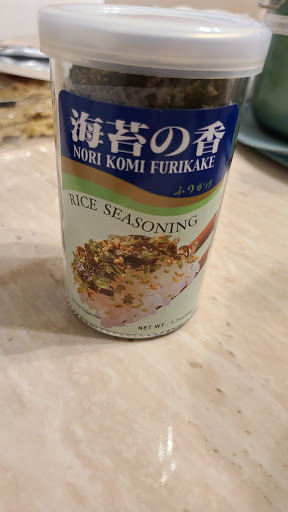 海苔の香
NORI KOMI FURIKAKE
ふりかけ
RICE SEASONING
NET WT